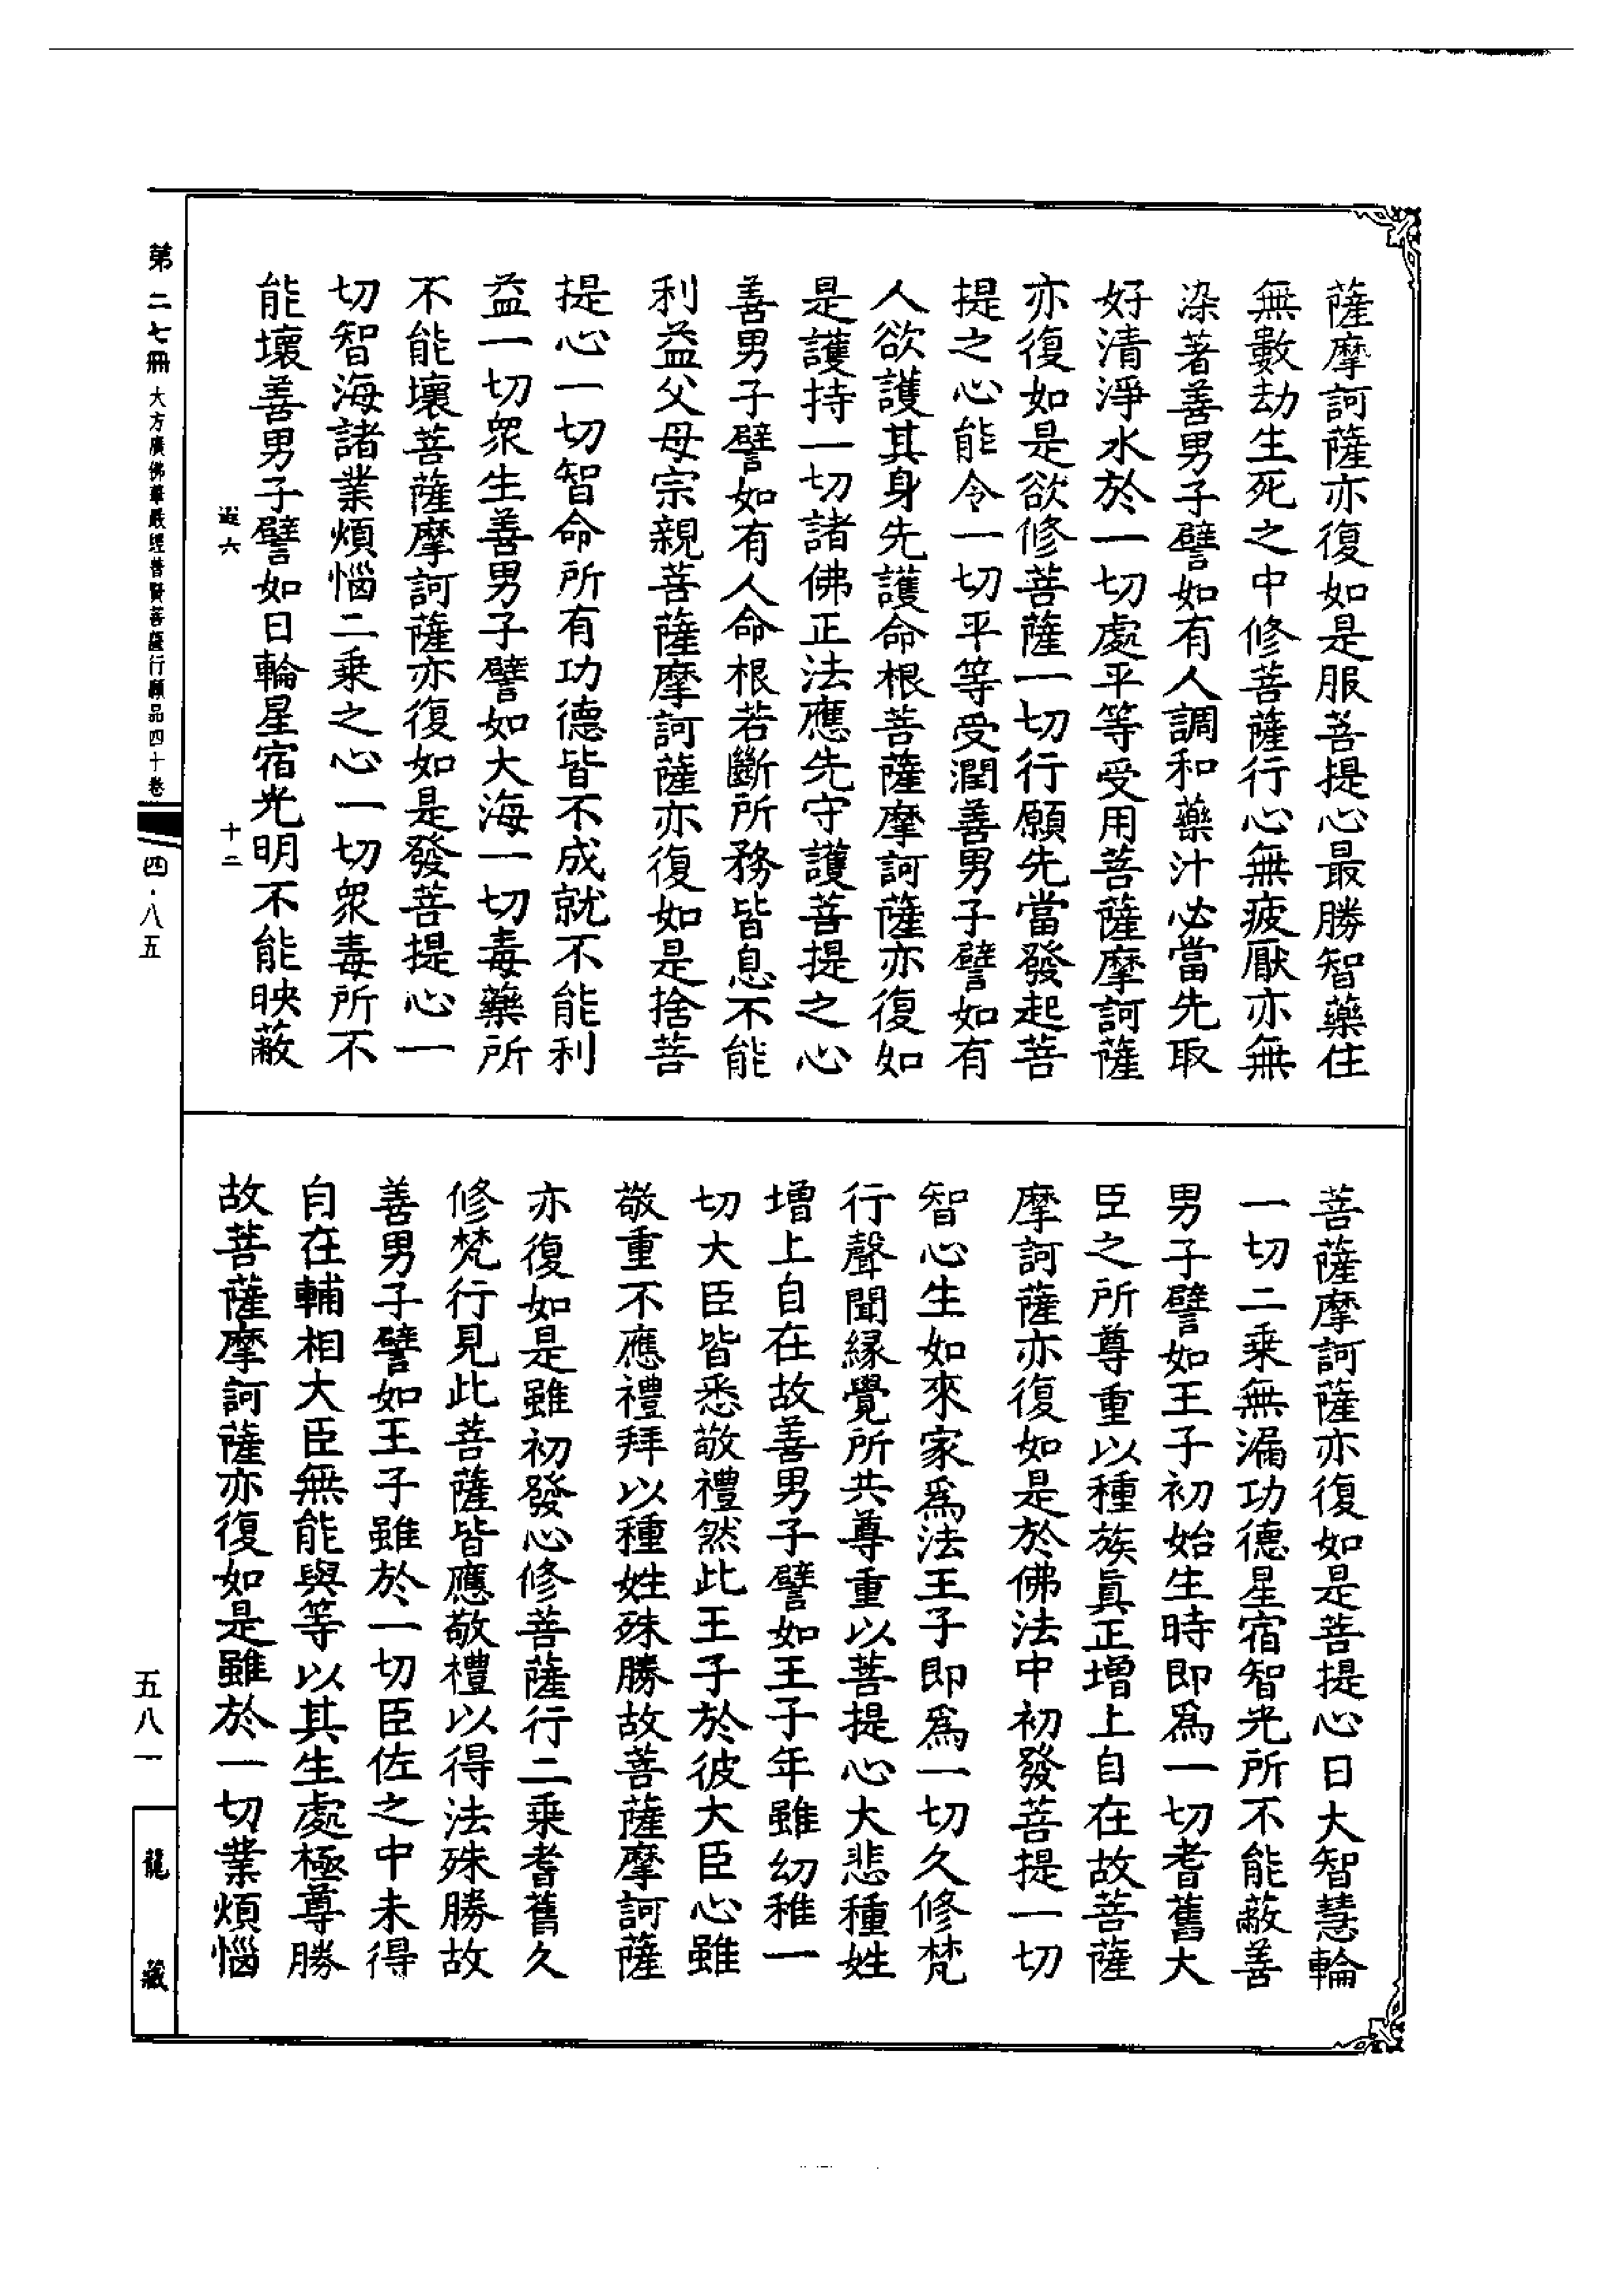 薩摩訶薩亦復如是服菩提心最勝智藥住
無數劫生死之中修菩薩行心無疲厭亦無
染著善男子譬如有人調和藥汁必當先取
好清淨水於一切處平等受用菩薩摩訶薩
亦復如是欲修菩薩一切行願先當發起菩
提之心能令一切平等受潤善男子譬如有
人欲護其身先護命根菩薩摩訶薩亦復如
是護持一切諸佛正法應先守護菩提之心
善男子譬如有人命根若斷所務皆息不能
利益父母宗親菩薩摩訶薩亦復如是捨菩
提心一切智命所有功德皆不成就不能利
益一切衆生善男子譬如大海一切毒藥所
不能壞菩薩摩訶薩亦復如是發菩提心一
切智海諸業煩惱二乘之心一切衆毒所不
能壞善男子譬如日輪星宿光明不能映蔽
六 十二
菩薩摩訶薩亦復如是菩提心日大智慧輪
一切二乘無漏功德星宿智光所不能蔽善
男子譬如王子初始生時即爲一切耆舊大
臣之所尊重以種族眞正增上自在故菩薩
摩訶薩亦復如是於佛法中初發菩提一切
智心生如來家爲法王子即爲一切久修梵
行聲聞緣覺所共尊重以菩提心大悲種姓
增上自在故善男子譬如王子年雖幼稚一
切大臣皆悉敬禮然此王子於彼大臣心雖
敬重不應禮拜以種姓殊勝故菩薩摩訶薩
亦復如是雖初發心修菩薩行二乘耆舊久
修梵行見此菩薩皆應敬禮以得法殊勝故
善男子譬如王子雖於一切臣佐之中未得
自在輔相大臣無能與等以其生處極尊勝
故菩薩摩訶薩亦復如是雖於一切業煩惱
第二七冊 大方廣佛華嚴經普賢菩薩行願品四十卷
四·八五
五八一
龍藏